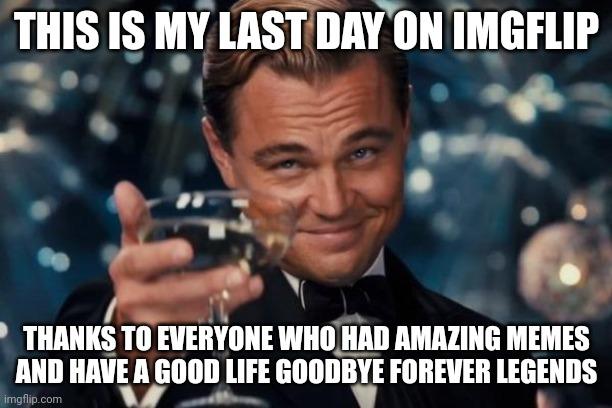 THIS IS MY LAST DAY ON IMGFLIP
THANKS TO EVERYONE WHO HAD AMAZING MEMES
AND HAVE A GOOD LIFE GOODBYE FOREVER LEGENDS
imgflip.com